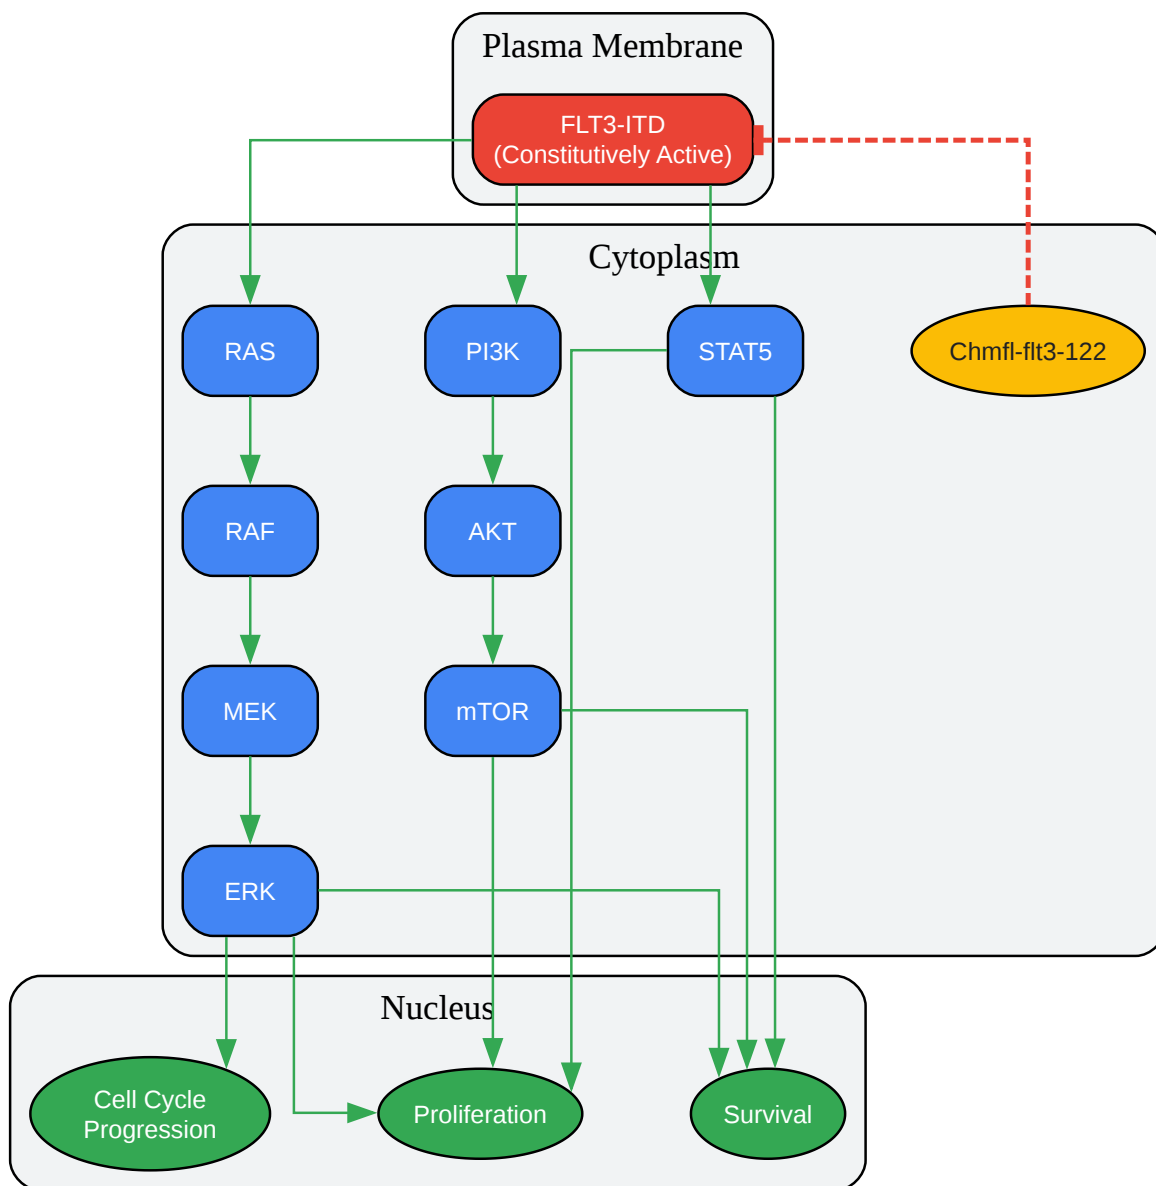 Plasma Membrane
FLT3-ITD
(Constitutively Active)
Cytoplasm
RAS
PI3K
STAT5
Chmfl-flt3-122
RAF
AKT
MEK
mTOR
ERK
Nucleus
Cell Cycle
Progression
Proliferation
Survival